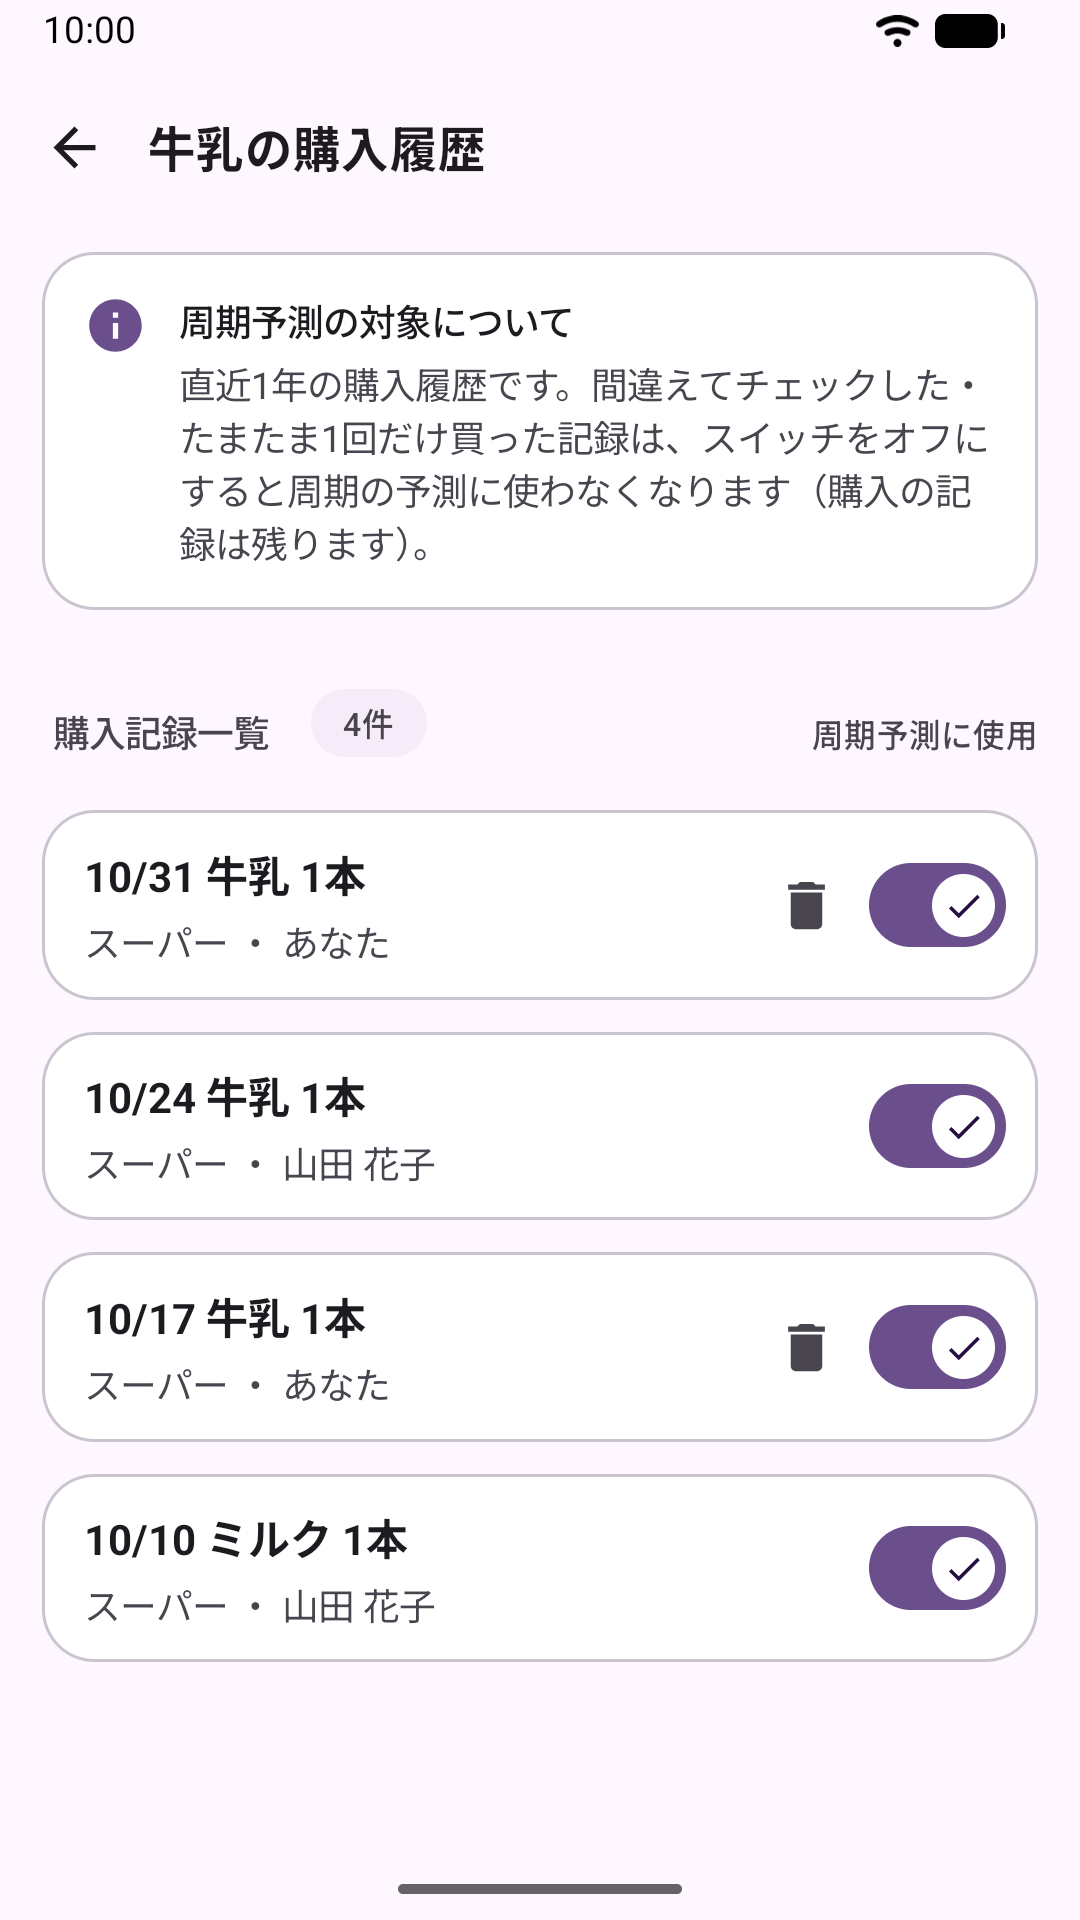 10:00
牛乳の購入履歴
周期予測の対象について
直近1年の購入履歴です。間違えてチェックした・
たまたま1回だけ買った記録は、スイッチをオフに
すると周期の予測に使わなくなります（購入の記
録は残ります）。
購入記録一覧 4件 周期予測に使用
10/31 牛乳 1本
スーパー ・ あなた
10/24 牛乳 1本
スーパー ・ 山田 花子
10/17 牛乳 1本
スーパー ・ あなた
10/10 ミルク 1本
スーパー ・ 山田 花子